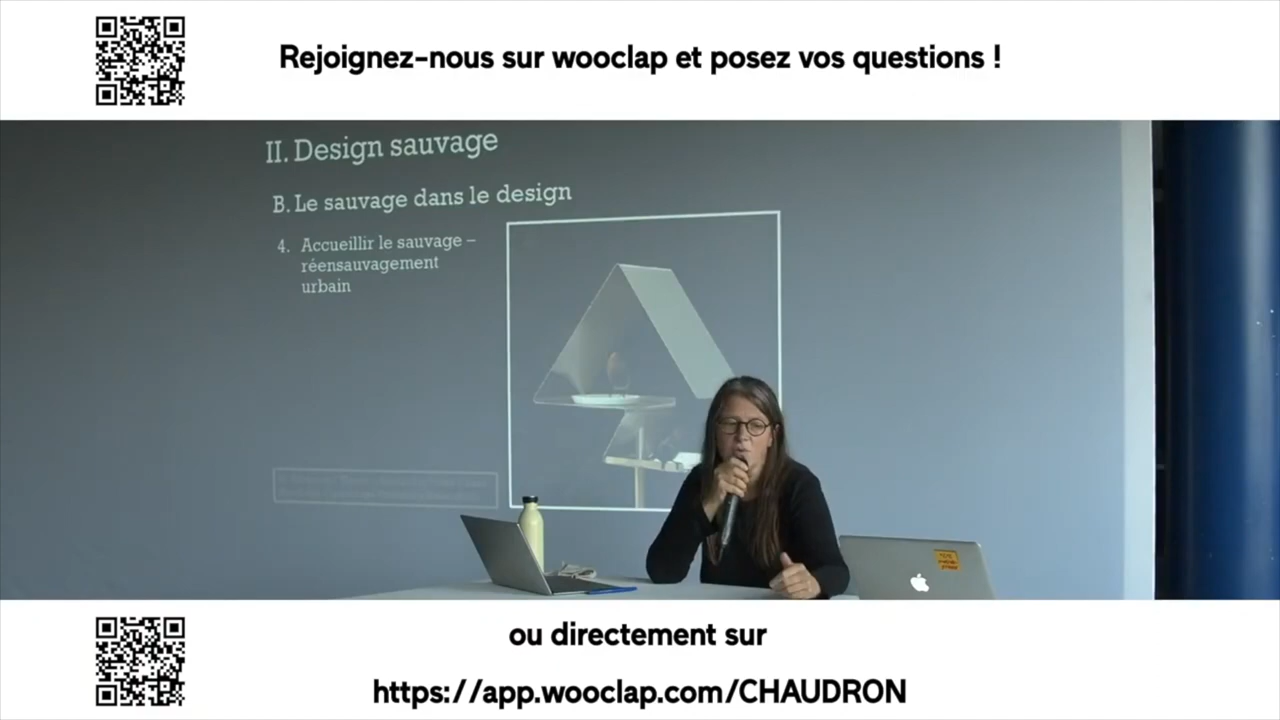 Rejoignez-nous sur wooclap et posez vos questions !
II. Design sauvage
B. Le sauvage dans le design
4. Accueillir le sauvage –
réensauvagement
urbain
ou directement sur
https://app.wooclap.com/CHAUDRON